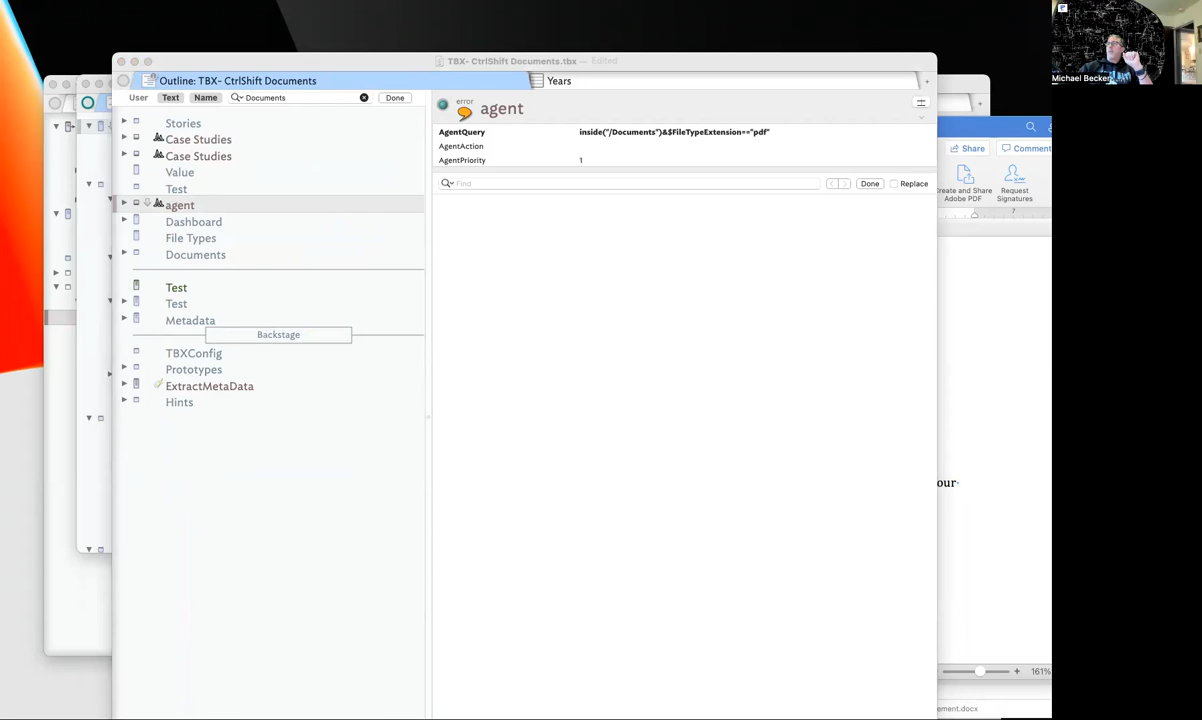 Michael Becker
TBX- CtrlShift Documents.tbx — Edited
Outline: TBX- CtrlShift Documents
Years
+
User
Text
Name
Documents
Done
Stories
Case Studies
Case Studies
Value
Test
agent
Dashboard
File Types
Documents
Test
Test
Metadata
Backstage
TBXConfig
Prototypes
ExtractMetaData
Hints
error
agent
AgentQuery inside("/Documents")&$$FileTypeExtension=="pdf"
AgentAction
AgentPriority 1
Find
Done
Replace
Share
Comment
Create and Share
Adobe PDF
Request
Signatures
7
our
161%
ement.docx